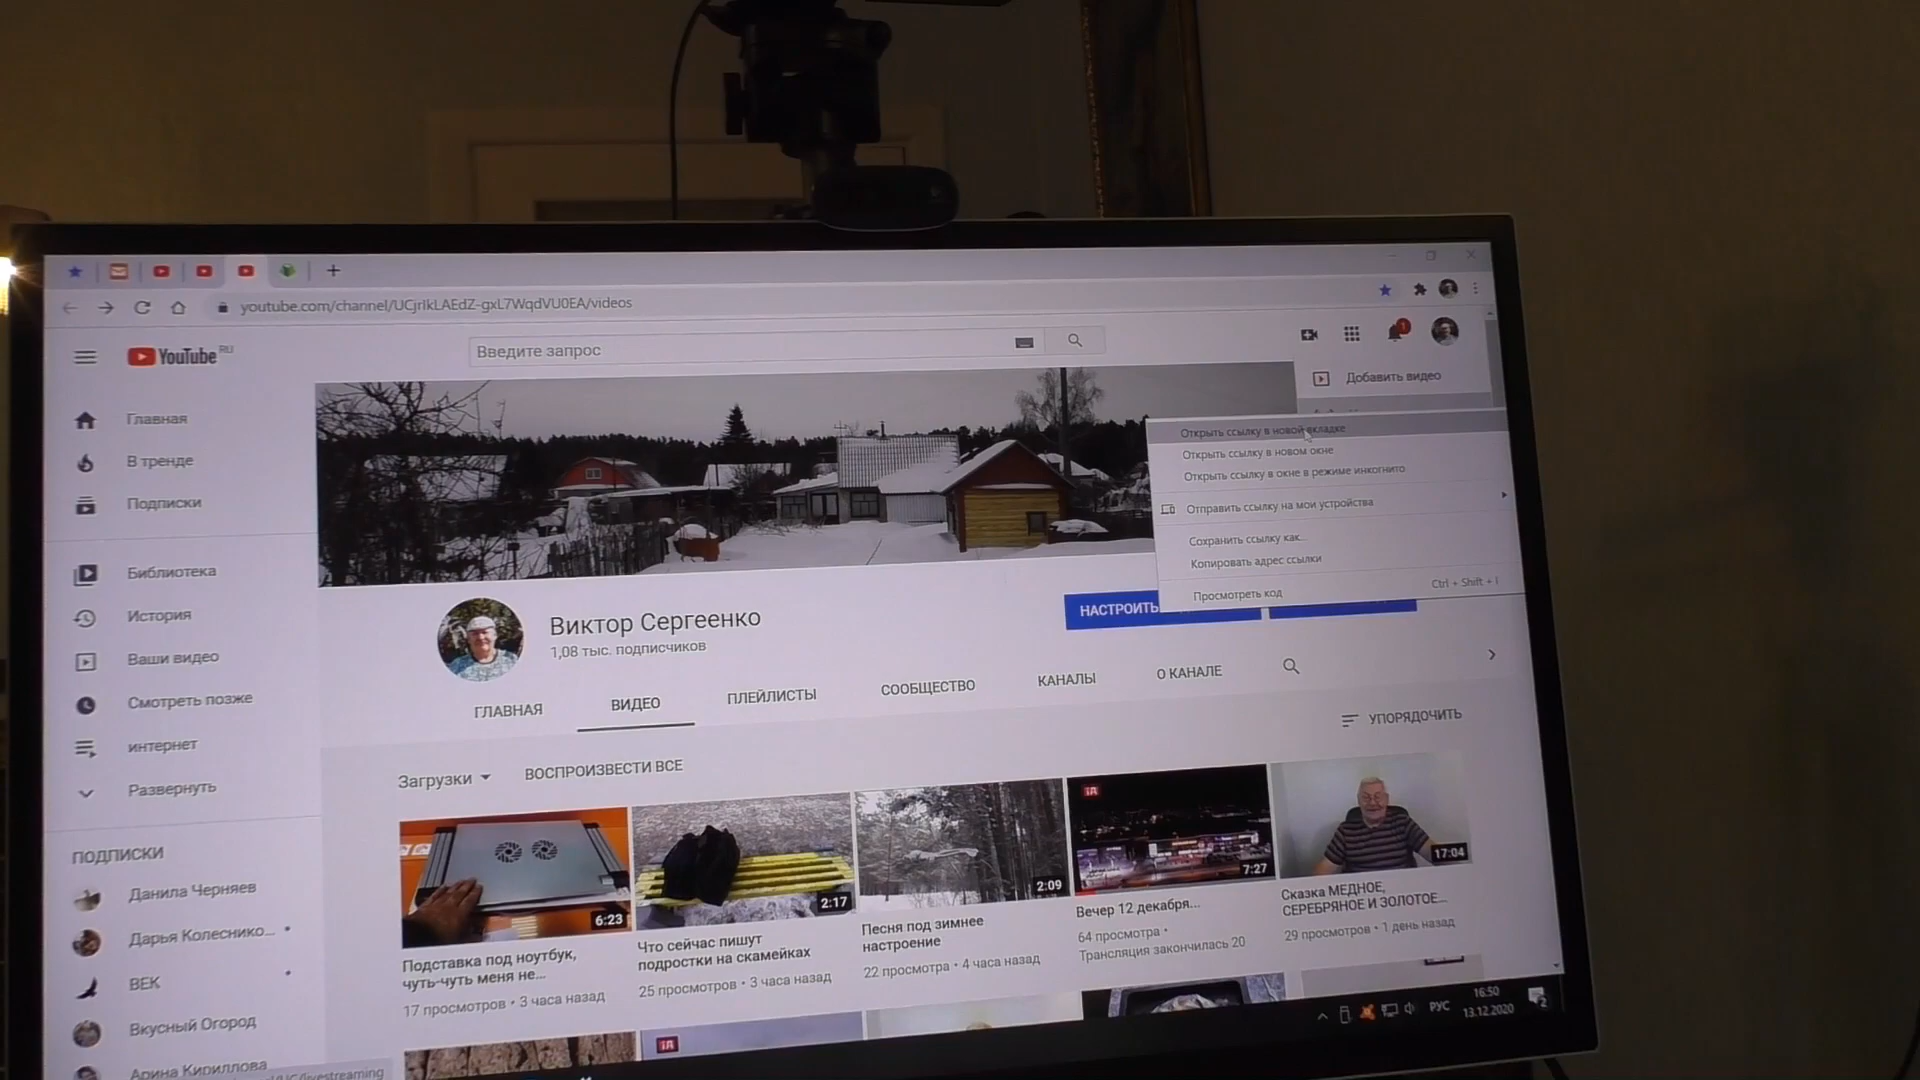 youtube.com/channel/UCjrIkLAEdZ-gxL7WqdVU0EA/videos
YouTube RU
Введите запрос
1
Добавить видео
Главная
В тренде
Подписки
Библиотека
История
Ваши видео
Смотреть позже
интернет
Развернуть
ПОДПИСКИ
Данила Черняев
Дарья Колеснико...
ВЕК
Вкусный Огород
Арина Кириллова
Открыть ссылку в новой вкладке
Открыть ссылку в новом окне
Открыть ссылку в окне в режиме инкогнито
Отправить ссылку на мои устройства
Сохранить ссылку как...
Копировать адрес ссылки
Просмотреть код
Ctrl + Shift + I
Виктор Сергеенко
1,08 тыс. подписчиков
НАСТРОИТЬ
ГЛАВНАЯ
ВИДЕО
ПЛЕЙЛИСТЫ
СООБЩЕСТВО
КАНАЛЫ
О КАНАЛЕ
УПОРЯДОЧИТЬ
Загрузки
ВОСПРОИЗВЕСТИ ВСЕ
6:23
Подставка под ноутбук,
чуть-чуть меня не...
17 просмотров • 3 часа назад
2:17
Что сейчас пишут
подростки на скамейках
25 просмотров • 3 часа назад
2:09
Песня под зимнее
настроение
22 просмотра • 4 часа назад
7:27
Вечер 12 декабря...
64 просмотра •
Трансляция закончилась 20
17:04
Сказка МЕДНОЕ,
СЕРЕБРЯНОЕ И ЗОЛОТОЕ...
29 просмотров • 1 день назад
РУС
16:50
13.12.2020
2